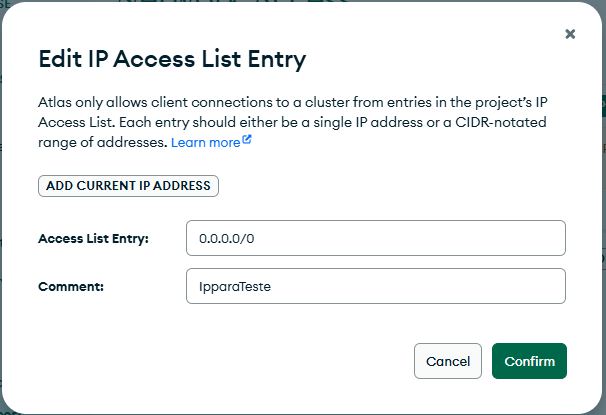 Edit IP Access List Entry
Atlas only allows client connections to a cluster from entries in the project's IP
Access List. Each entry should either be a single IP address or a CIDR-notated
range of addresses. Learn more
ADD CURRENT IP ADDRESS
Access List Entry: 0.0.0.0/0
Comment: IpparaTeste
Cancel Confirm